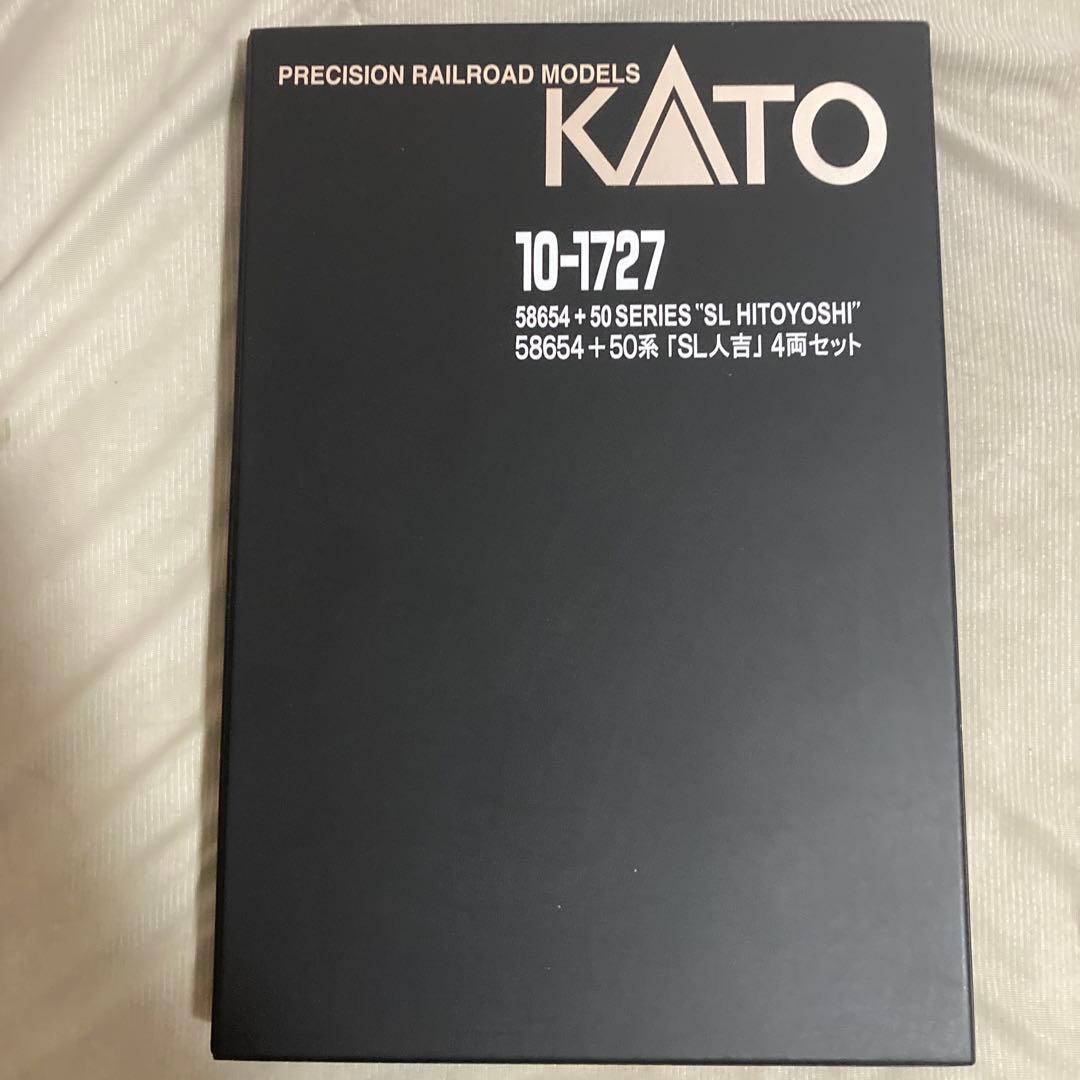 PRECISION RAILROAD MODELS
KATO
10-1727
58654+50 SERIES "SL HITOYOSHI"
58654+50系「SL人吉」4両セット